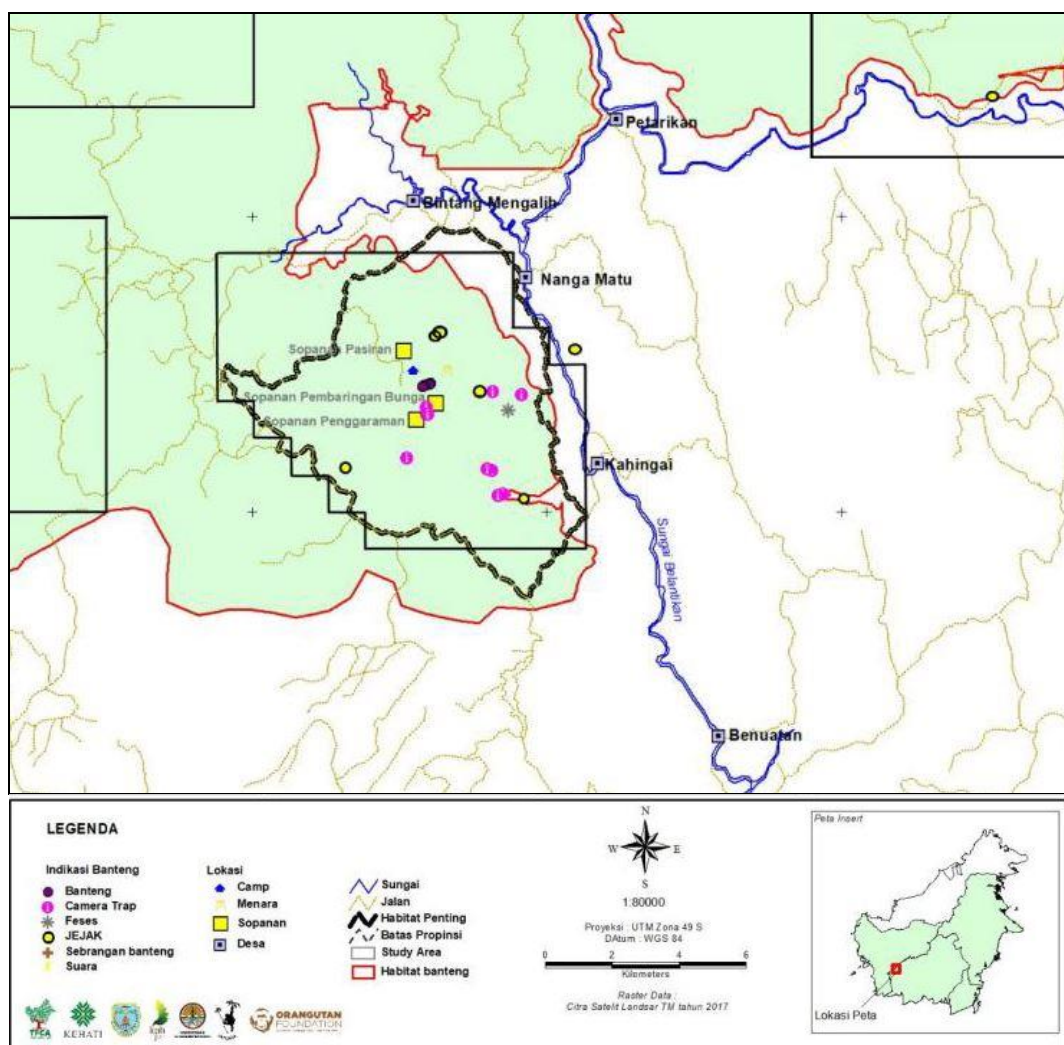 Petarikan
Bintang Mengalih
Nanga Matu
Sopanan Pasiran
Sopanan Pembaringan Bunga
Sopanan Penggaraman
Kahingai
Sungai Belantikan
Benuatan
LEGENDA
Indikasi Banteng
Banteng
Camera Trap
Feses
JEJAK
Sebrangan banteng
Suara
Lokasi
Camp
Menara
Sopanan
Desa
Sungai
Jalan
Habitat Penting
Batas Propinsi
Study Area
Habitat banteng
N
W E
S
1:80000
Proyeksi : UTM Zona 49 S
DAtum : WGS 84
0 2 4 6
Kilometers
Raster Data :
Citra Satelit Landsar TM tahun 2017
Peta Insert
Lokasi Peta
TFCA
KEHATI
ORANGUTAN
FOUNDATION